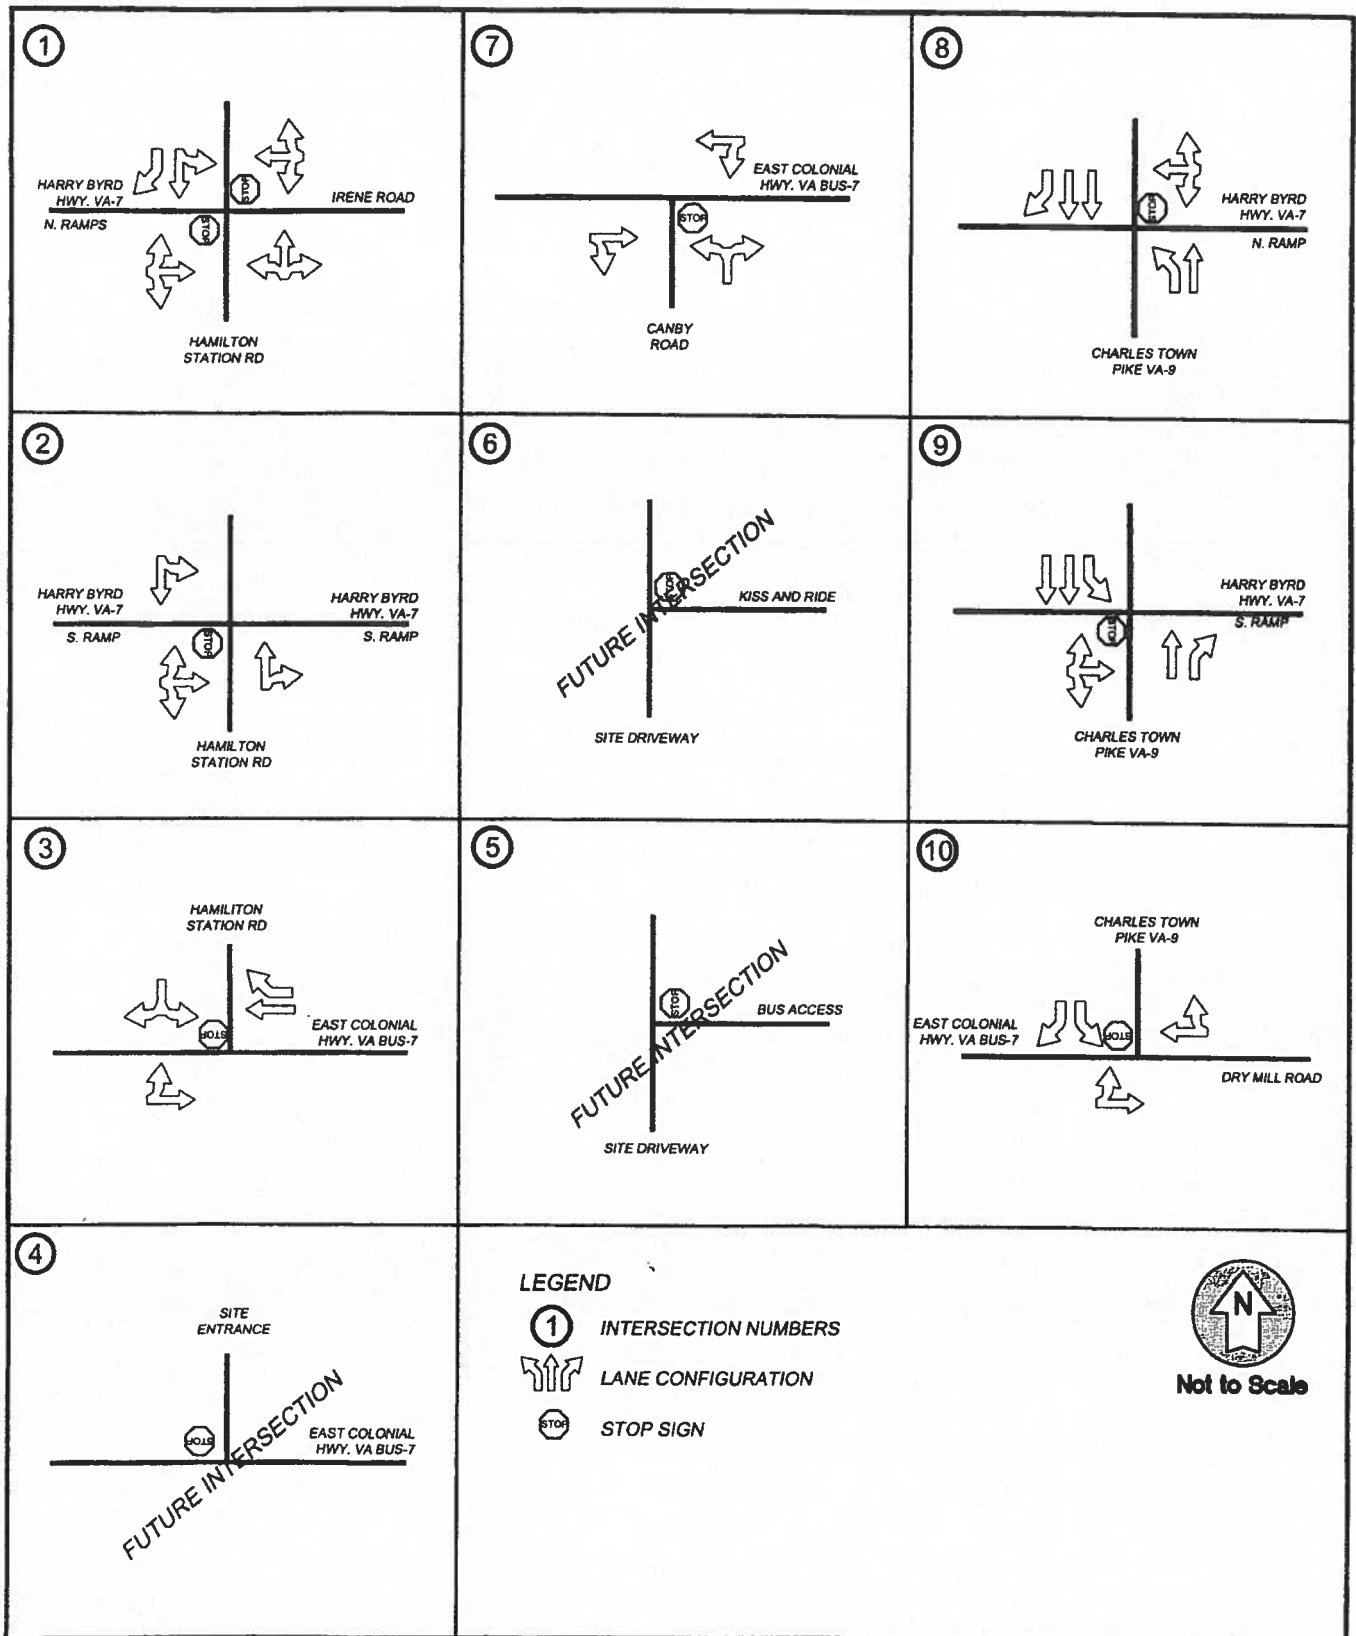 1
HARRY BYRD
HWY. VA-7
N. RAMPS
STOP
STOP
IRENE ROAD
HAMILTON
STATION RD
7
EAST COLONIAL
HWY. VA BUS-7
STOP
CANBY
ROAD
8
STOP
HARRY BYRD
HWY. VA-7
N. RAMP
CHARLES TOWN
PIKE VA-9
2
HARRY BYRD
HWY. VA-7
S. RAMP
STOP
HARRY BYRD
HWY. VA-7
S. RAMP
HAMILTON
STATION RD
6
STOP
FUTURE INTERSECTION
KISS AND RIDE
SITE DRIVEWAY
9
HARRY BYRD
HWY. VA-7
S. RAMP
STOP
CHARLES TOWN
PIKE VA-9
3
HAMILITON
STATION RD
STOP
EAST COLONIAL
HWY. VA BUS-7
5
STOP
FUTURE INTERSECTION
BUS ACCESS
SITE DRIVEWAY
10
CHARLES TOWN
PIKE VA-9
EAST COLONIAL
HWY. VA BUS-7
STOP
DRY MILL ROAD
4
SITE
ENTRANCE
STOP
EAST COLONIAL
HWY. VA BUS-7
FUTURE INTERSECTION
LEGEND
1 INTERSECTION NUMBERS
LANE CONFIGURATION
STOP STOP SIGN
N
Not to Scale